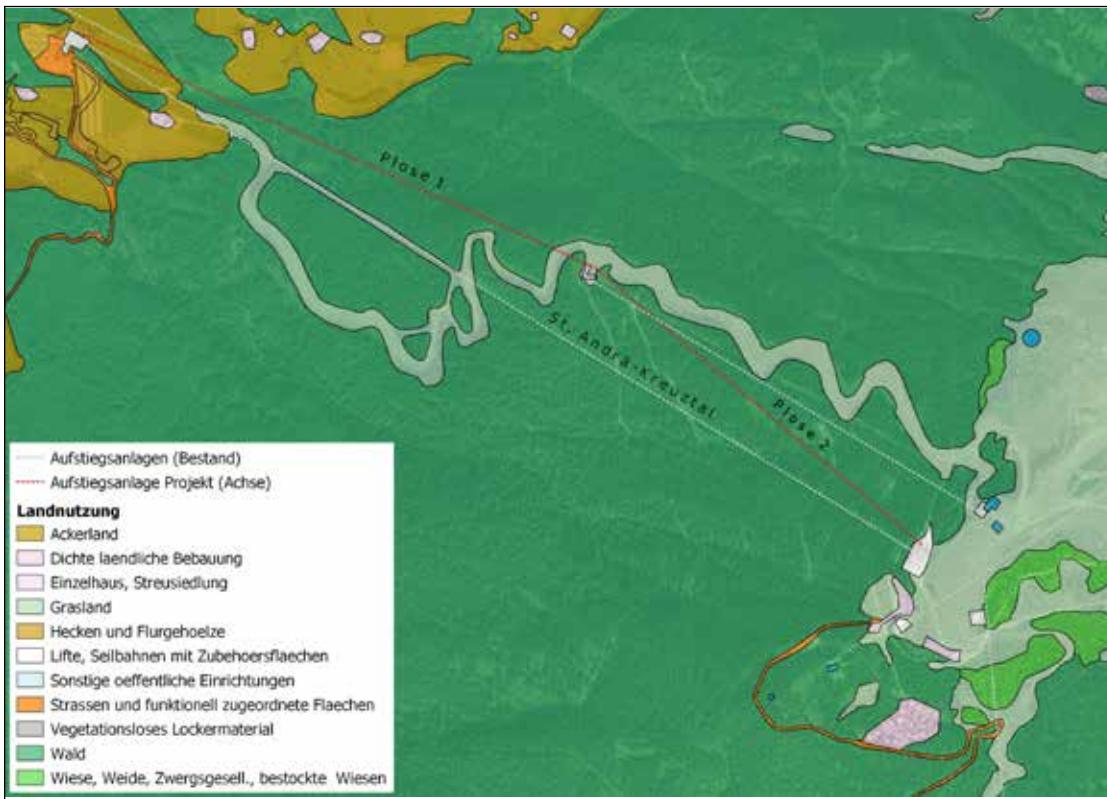 Plose 1
St. Andrä-Kreuztal
Plose 2
Aufstiegsanlagen (Bestand)
Aufstiegsanlage Projekt (Achse)
Landnutzung
Ackerland
Dichte laendliche Bebauung
Einzelhaus, Streusiedlung
Grasland
Hecken und Flurgehoelze
Lifte, Seilbahnen mit Zubehoersflaechen
Sonstige oeffentliche Einrichtungen
Strassen und funktionell zugeordnete Flaechen
Vegetationsloses Lockermaterial
Wald
Wiese, Weide, Zwergsgesell., bestockte Wiesen